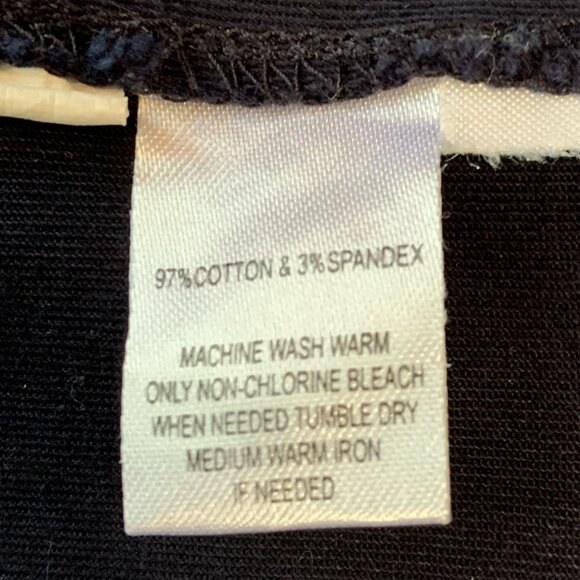 97% COTTON & 3% SPANDEX
MACHINE WASH WARM
ONLY NON-CHLORINE BLEACH
WHEN NEEDED TUMBLE DRY
MEDIUM WARM IRON
IF NEEDED